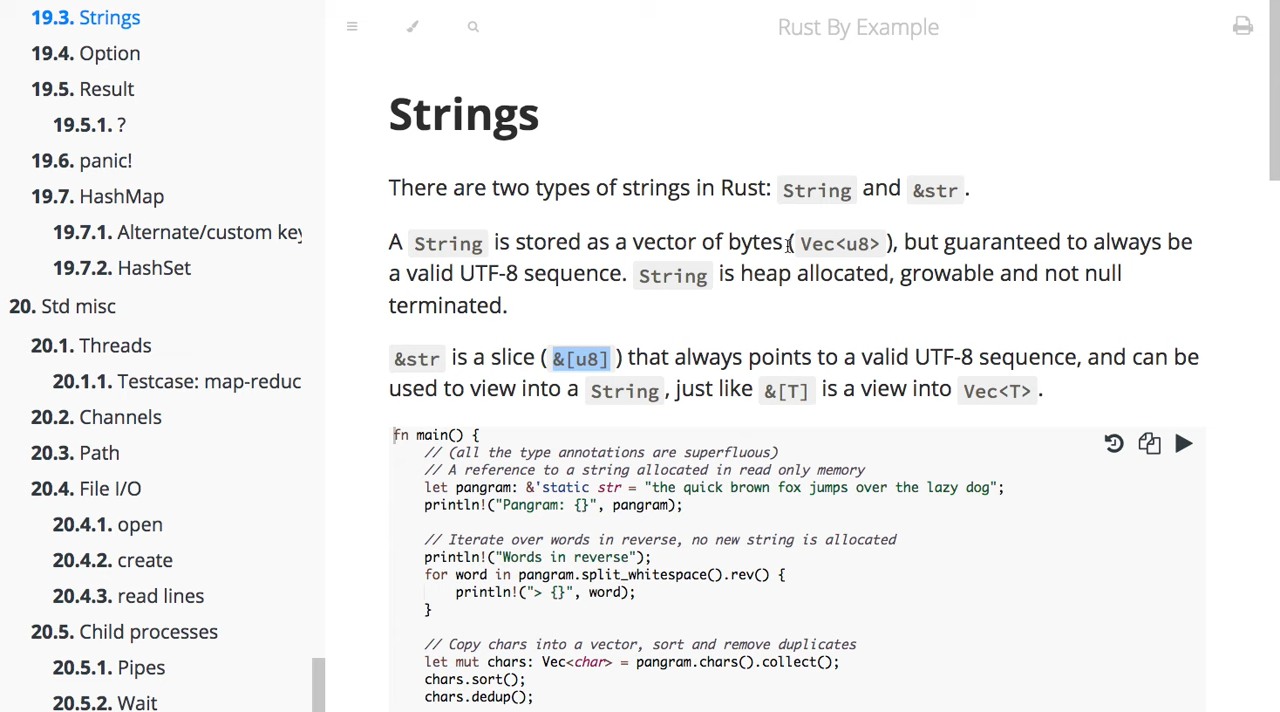 19.3. Strings
19.4. Option
19.5. Result
19.5.1. ?
19.6. panic!
19.7. HashMap
19.7.1. Alternate/custom key
19.7.2. HashSet
20. Std misc
20.1. Threads
20.1.1. Testcase: map-reduc
20.2. Channels
20.3. Path
20.4. File I/O
20.4.1. open
20.4.2. create
20.4.3. read lines
20.5. Child processes
20.5.1. Pipes
20.5.2. Wait
Rust By Example
Strings
There are two types of strings in Rust: String and &str.
A String is stored as a vector of bytes (Vec<u8>), but guaranteed to always be
a valid UTF-8 sequence. String is heap allocated, growable and not null
terminated.
&str is a slice (&[u8]) that always points to a valid UTF-8 sequence, and can be
used to view into a String, just like &[T] is a view into Vec<T>.
fn main() {
// (all the type annotations are superfluous)
// A reference to a string allocated in read only memory
let pangram: &'static str = "the quick brown fox jumps over the lazy dog";
println!("Pangram: {}", pangram);
// Iterate over words in reverse, no new string is allocated
println!("Words in reverse");
for word in pangram.split_whitespace().rev() {
println!("> {}", word);
}
// Copy chars into a vector, sort and remove duplicates
let mut chars: Vec<char> = pangram.chars().collect();
chars.sort();
chars.dedup();